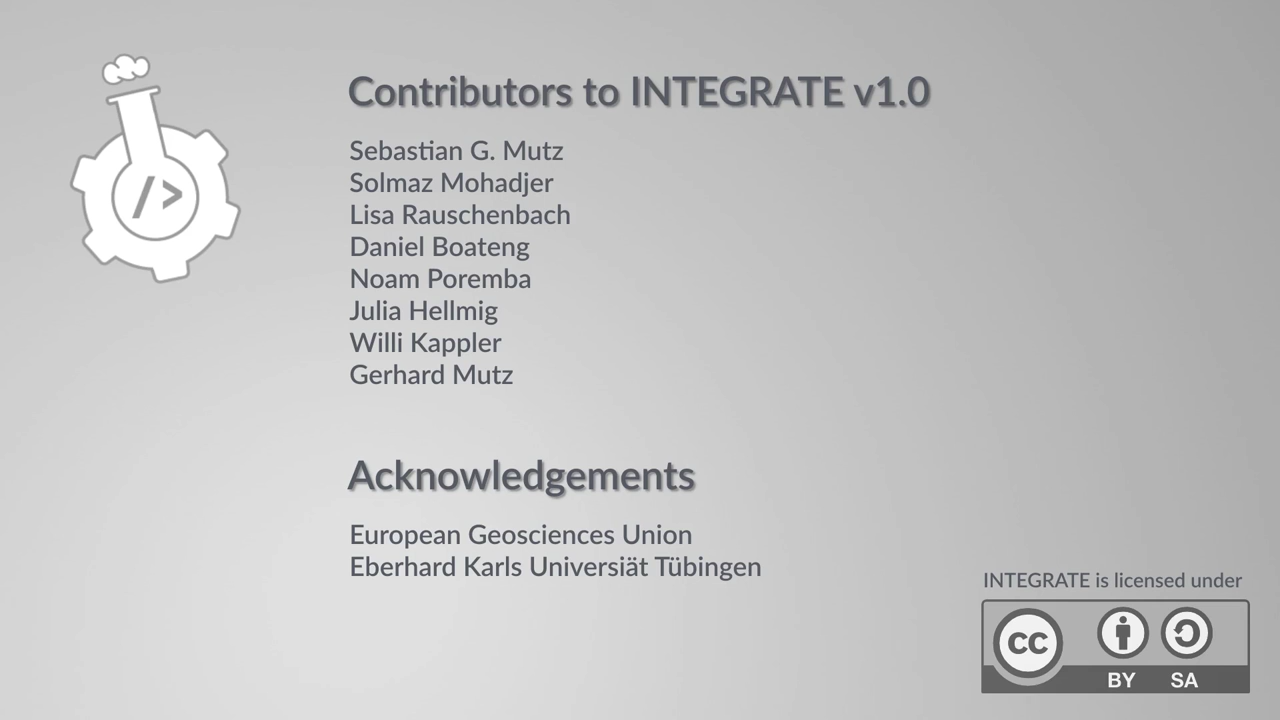 />
Contributors to INTEGRATE v1.0
Sebastian G. Mutz
Solmaz Mohadjer
Lisa Rauschenbach
Daniel Boateng
Noam Poremba
Julia Hellmig
Willi Kappler
Gerhard Mutz
Acknowledgements
European Geosciences Union
Eberhard Karls Universiät Tübingen
INTEGRATE is licensed under
CC
BY SA